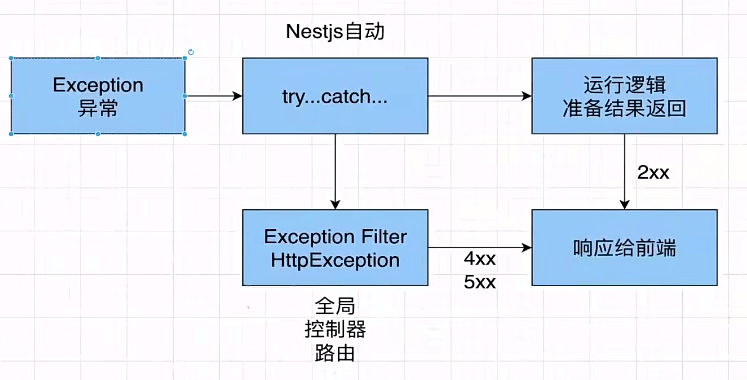 Nestjs自动
Exception
异常
try...catch...
运行逻辑
准备结果返回
2xx
Exception Filter
HttpException
4xx
5xx
响应给前端
全局
控制器
路由